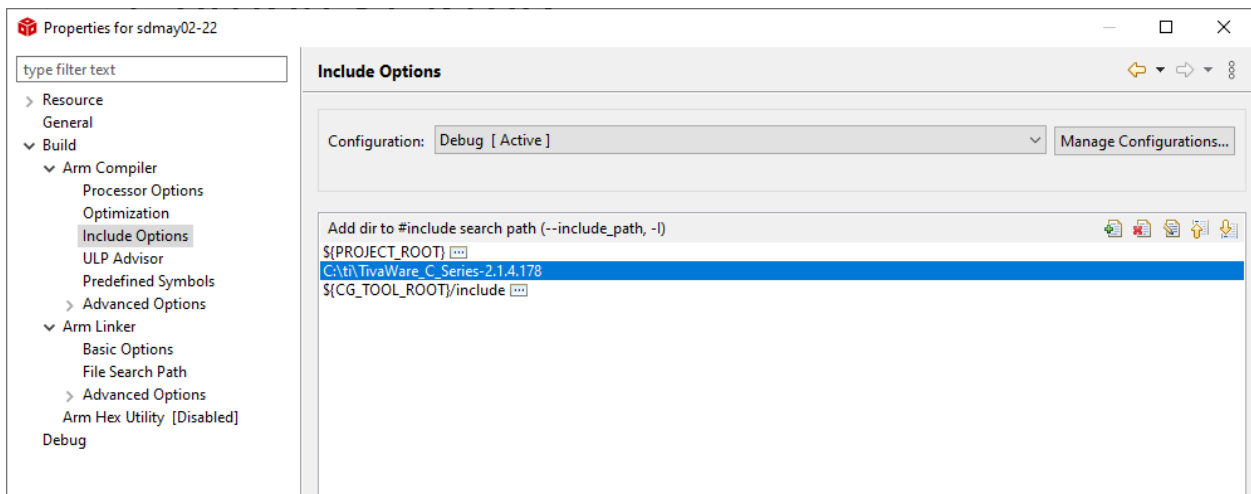 Properties for sdmay02-22
type filter text
Resource
General
Build
Arm Compiler
Processor Options
Optimization
Include Options
ULP Advisor
Predefined Symbols
Advanced Options
Arm Linker
Basic Options
File Search Path
Advanced Options
Arm Hex Utility [Disabled]
Debug
Include Options
Configuration: Debug [ Active ] Manage Configurations...
Add dir to #include search path (--include_path, -I)
${PROJECT_ROOT}
C:\ti\TivaWare_C_Series-2.1.4.178
${CG_TOOL_ROOT}/include